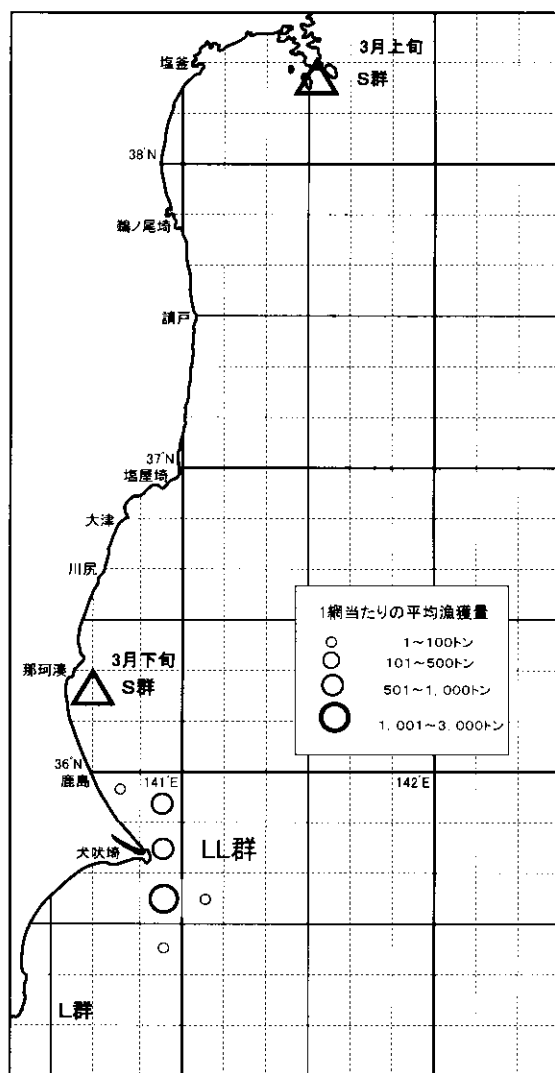 3月上旬
塩釜
S群
38°N
鵜ノ尾埼
請戸
37°N
塩屋埼
大津
川尻
1網当たりの平均漁獲量
1～100トン
101～500トン
501～1,000トン
1,001～3,000トン
3月下旬
那珂湊
S群
36°N
鹿島
141°E
142°E
犬吠埼
LL群
L群